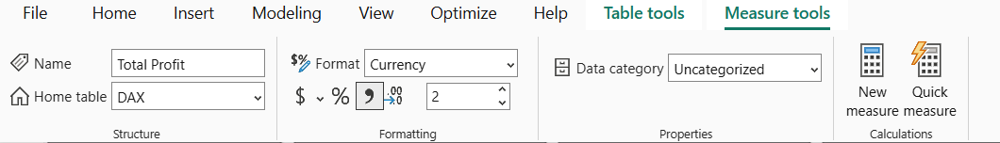 File Home Insert Modeling View Optimize Help Table tools Measure tools
Name Total Profit
Home table DAX
Structure
$% Format Currency
$ % , .00 .0 2
Formatting
Data category Uncategorized
Properties
New measure
Quick measure
Calculations